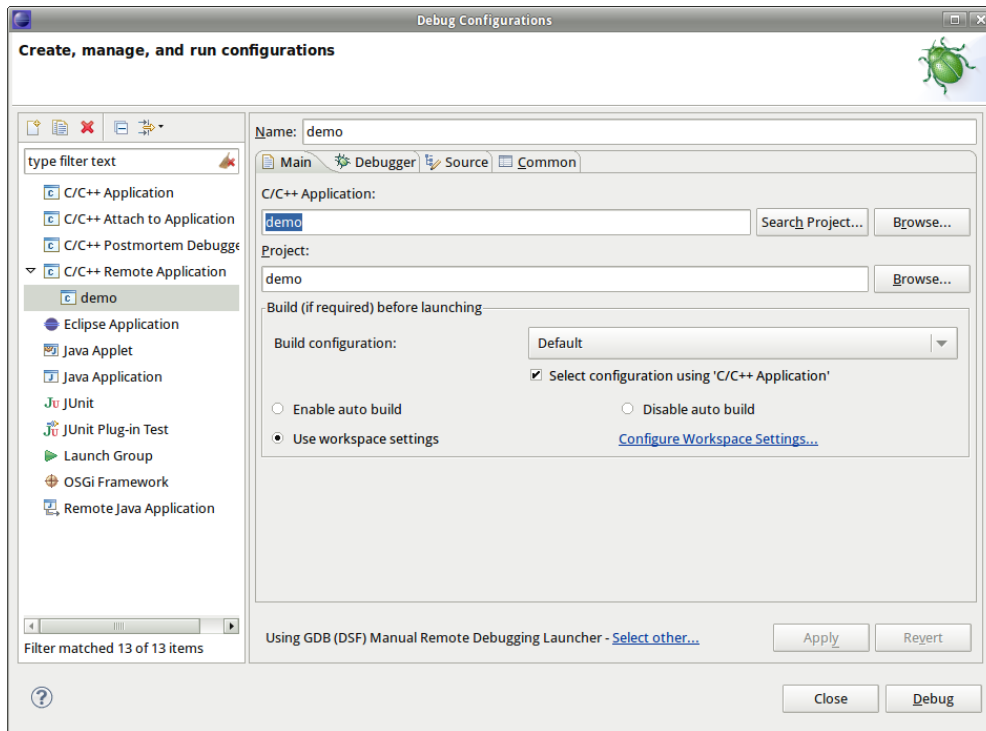 Debug Configurations
Create, manage, and run configurations
type filter text
C/C++ Application
C/C++ Attach to Application
C/C++ Postmortem Debugge
C/C++ Remote Application
demo
Eclipse Application
Java Applet
Java Application
JUnit
JUnit Plug-in Test
Launch Group
OSGi Framework
Remote Java Application
Filter matched 13 of 13 items
Name: demo
Main Debugger Source Common
C/C++ Application:
demo Search Project... Browse...
Project:
demo Browse...
Build (if required) before launching
Build configuration: Default
Select configuration using 'C/C++ Application'
Enable auto build Disable auto build
Use workspace settings Configure Workspace Settings...
Using GDB (DSF) Manual Remote Debugging Launcher - Select other... Apply Revert
? Close Debug